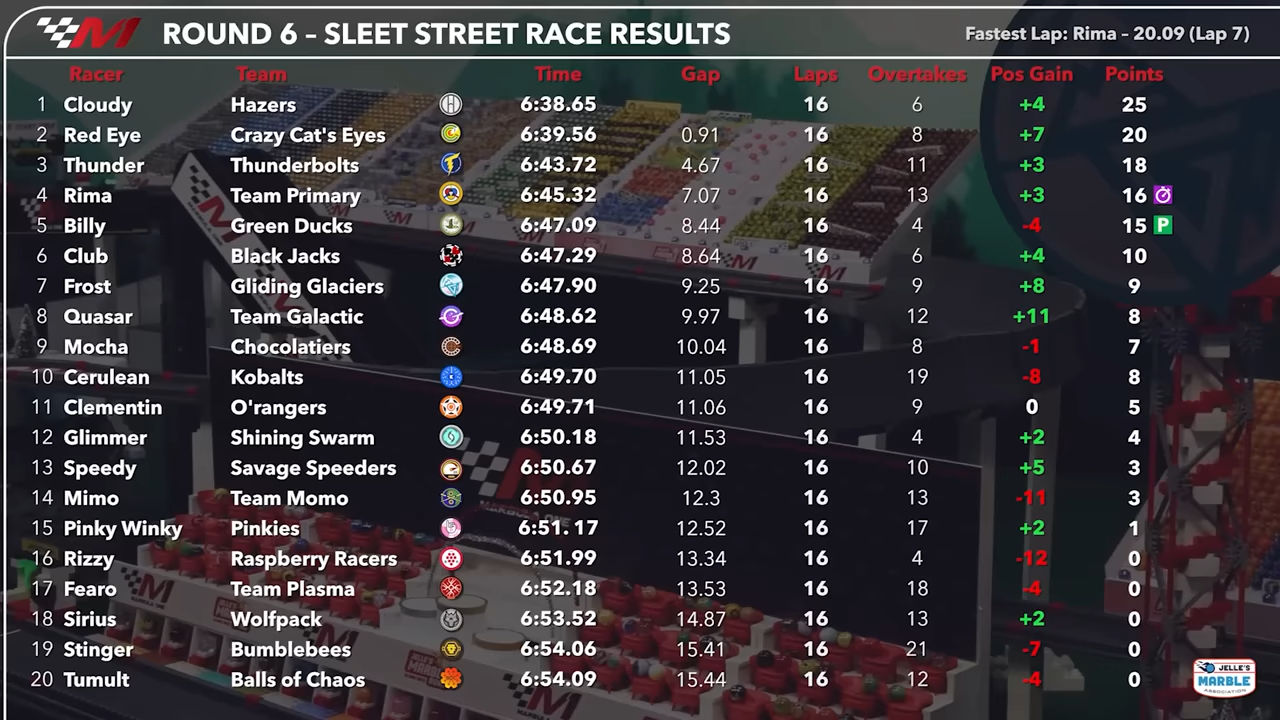 M1 ROUND 6 – SLEET STREET RACE RESULTS Fastest Lap: Rima – 20.09 (Lap 7)
Racer Team Time Gap Laps Overtakes Pos Gain Points
1 Cloudy Hazers 6:38.65 16 6 +4 25
2 Red Eye Crazy Cat's Eyes 6:39.56 0.91 16 8 +7 20
3 Thunder Thunderbolts 6:43.72 4.67 16 11 +3 18
4 Rima Team Primary 6:45.32 7.07 16 13 +3 16
5 Billy Green Ducks 6:47.09 8.44 16 4 -4 15 P
6 Club Black Jacks 6:47.29 8.64 16 6 +4 10
7 Frost Gliding Glaciers 6:47.90 9.25 16 9 +8 9
8 Quasar Team Galactic 6:48.62 9.97 16 12 +11 8
9 Mocha Chocolatiers 6:48.69 10.04 16 8 -1 7
10 Cerulean Kobalts 6:49.70 11.05 16 19 -8 8
11 Clementin O'rangers 6:49.71 11.06 16 9 0 5
12 Glimmer Shining Swarm 6:50.18 11.53 16 4 +2 4
13 Speedy Savage Speeders 6:50.67 12.02 16 10 +5 3
14 Mimo Team Momo 6:50.95 12.3 16 13 -11 3
15 Pinky Winky Pinkies 6:51.17 12.52 16 17 +2 1
16 Rizzy Raspberry Racers 6:51.99 13.34 16 4 -12 0
17 Fearo Team Plasma 6:52.18 13.53 16 18 -4 0
18 Sirius Wolfpack 6:53.52 14.87 16 13 +2 0
19 Stinger Bumblebees 6:54.06 15.41 16 21 -7 0
20 Tumult Balls of Chaos 6:54.09 15.44 16 12 -4 0
JELLE'S
MARBLE
ASSOCIATION